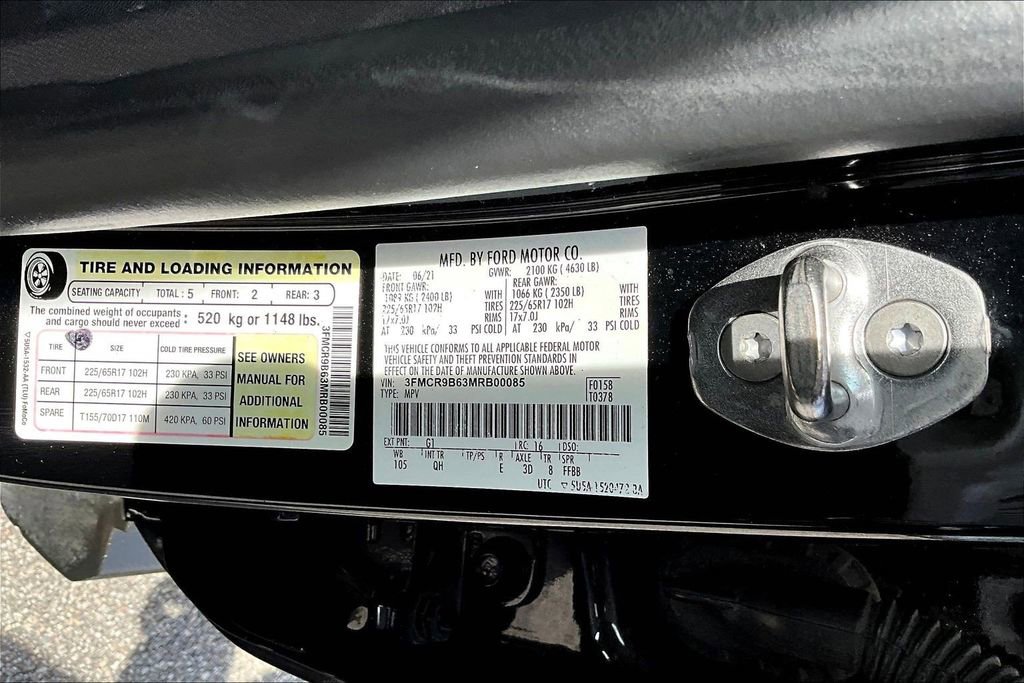 TIRE AND LOADING INFORMATION
SEATING CAPACITY TOTAL : 5 FRONT: 2 REAR: 3
The combined weight of occupants
and cargo should never exceed : 520 kg or 1148 lbs.
TIRE SIZE COLD TIRE PRESSURE
FRONT 225/65R17 102H 230 KPA, 33 PSI
REAR 225/65R17 102H 230 KPA, 33 PSI
SPARE T155/70D17 110M 420 KPA, 60 PSI
SEE OWNERS
MANUAL FOR
ADDITIONAL
INFORMATION
3FMCR9B63MRB00085
MFD. BY FORD MOTOR CO.
DATE: 06/21 GVWR: 2100 KG (4630 LB)
FRONT GAWR: REAR GAWR:
1089 KG (2400 LB) WITH 1066 KG (2350 LB) WITH
225/65R17 102H TIRES 225/65R17 102H TIRES
17x7.0J RIMS 17x7.0J RIMS
AT 230 kPa/ 33 PSI COLD AT 230 kPa/ 33 PSI COLD
THIS VEHICLE CONFORMS TO ALL APPLICABLE FEDERAL MOTOR
VEHICLE SAFETY AND THEFT PREVENTION STANDARDS IN
EFFECT ON THE DATE OF MANUFACTURE SHOWN ABOVE.
VIN: 3FMCR9B63MRB00085 F0158
TYPE: MPV T0378
EXT PNT: G1 RC: 16 DSO:
WB INT TR TP/PS R AXLE TR SPR
105 QH E 3D 8 FFBB
UTC